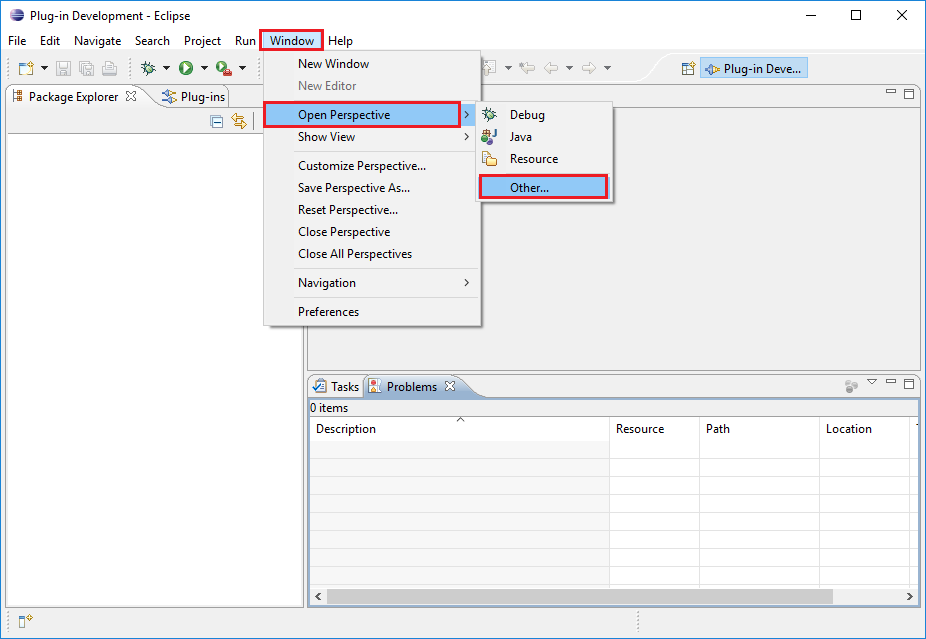 Plug-in Development - Eclipse
File Edit Navigate Search Project Run Window Help
Package Explorer
Plug-ins
Plug-in Deve...
New Window
New Editor
Open Perspective
Show View
Customize Perspective...
Save Perspective As...
Reset Perspective...
Close Perspective
Close All Perspectives
Navigation
Preferences
Debug
Java
Resource
Other...
Tasks
Problems
0 items
Description Resource Path Location